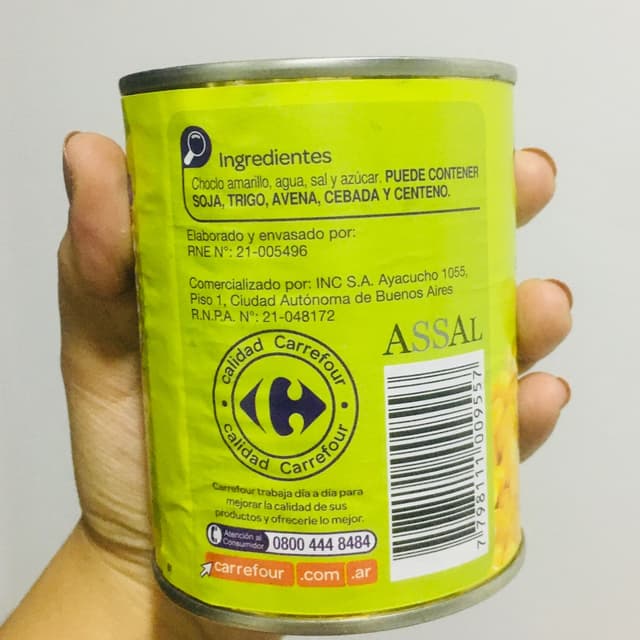 Ingredientes
Choclo amarillo, agua, sal y azúcar. PUEDE CONTENER
SOJA, TRIGO, AVENA, CEBADA Y CENTENO.
Elaborado y envasado por:
RNE N°: 21-005496
Comercializado por: INC S.A. Ayacucho 1055,
Piso 1, Ciudad Autónoma de Buenos Aires
R.N.P.A. N°: 21-048172
ASSAL
calidad Carrefour
calidad Carrefour
Carrefour trabaja día a día para
mejorar la calidad de sus
productos y ofrecerle lo mejor.
Atención al
Consumidor
0800 444 8484
carrefour .com .ar
7 798111 009557